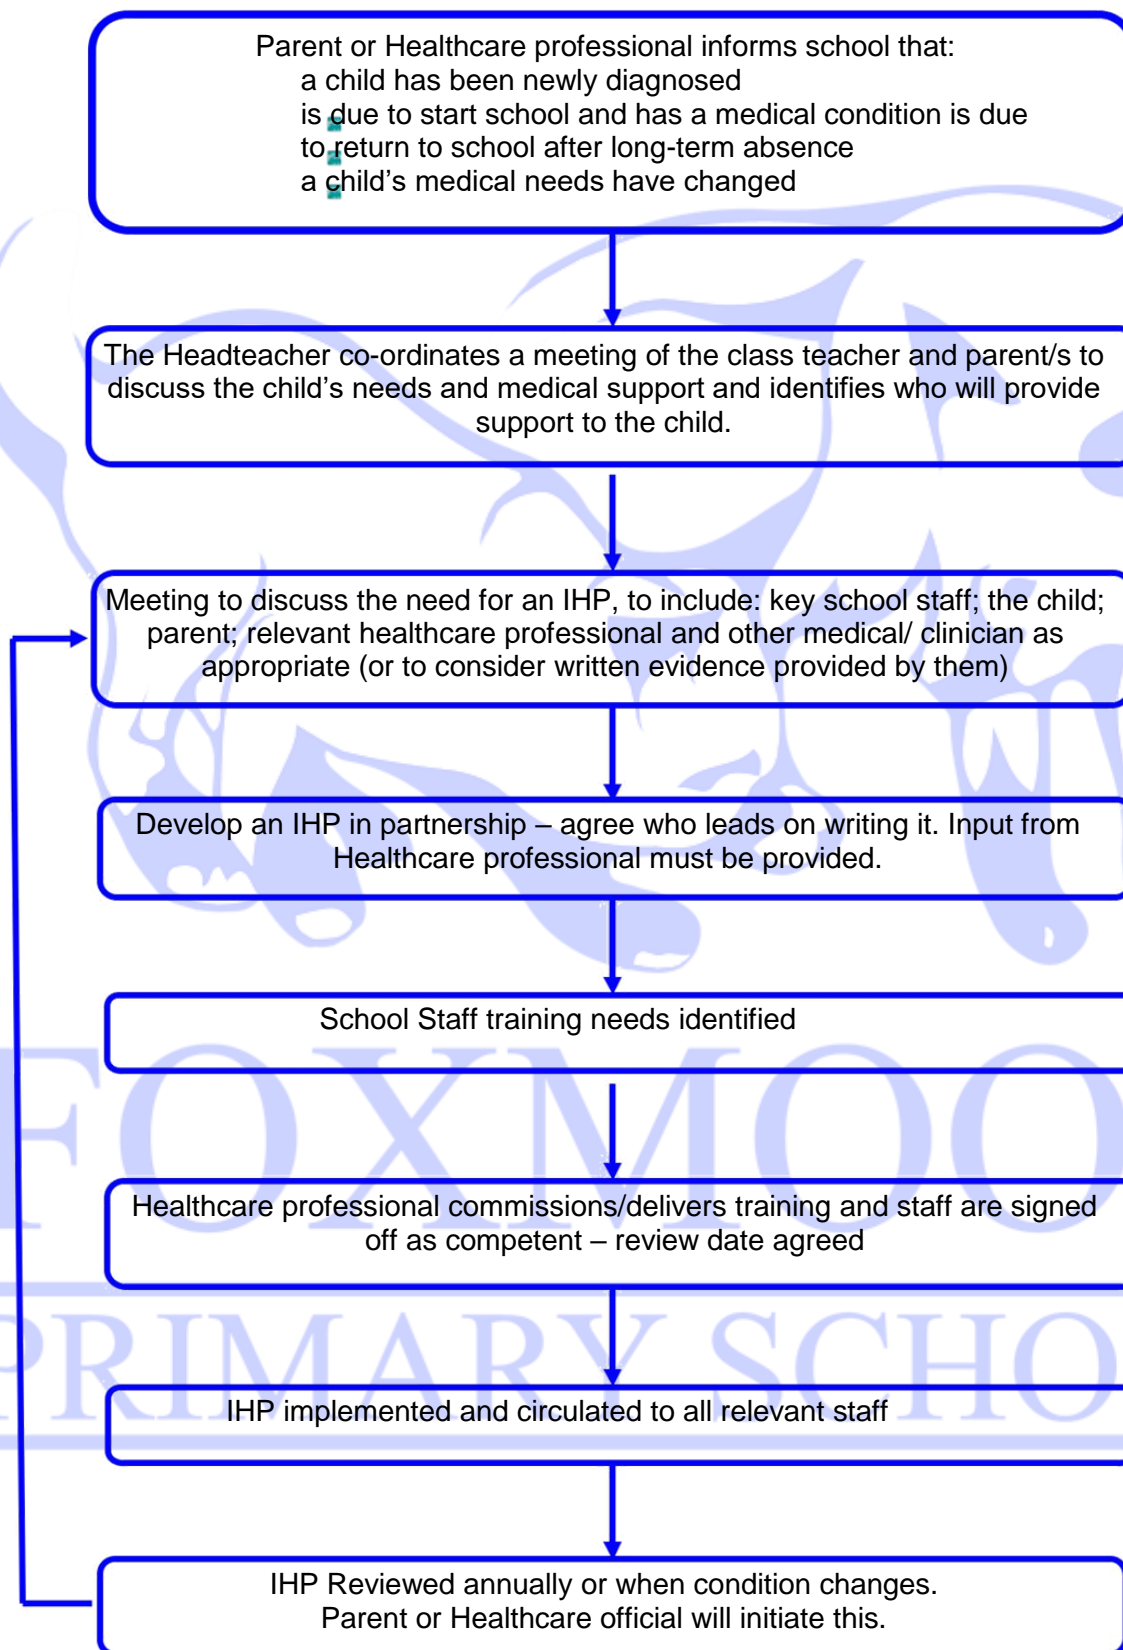 Parent or Healthcare professional informs school that:
a child has been newly diagnosed
is due to start school and has a medical condition is due
to return to school after long-term absence
a child’s medical needs have changed
The Headteacher co-ordinates a meeting of the class teacher and parent/s to
discuss the child’s needs and medical support and identifies who will provide
support to the child.
Meeting to discuss the need for an IHP, to include: key school staff; the child;
parent; relevant healthcare professional and other medical/ clinician as
appropriate (or to consider written evidence provided by them)
Develop an IHP in partnership – agree who leads on writing it. Input from
Healthcare professional must be provided.
School Staff training needs identified
FOXMOO
Healthcare professional commissions/delivers training and staff are signed
off as competent – review date agreed
PRIMARY SCHO
IHP implemented and circulated to all relevant staff
IHP Reviewed annually or when condition changes.
Parent or Healthcare official will initiate this.